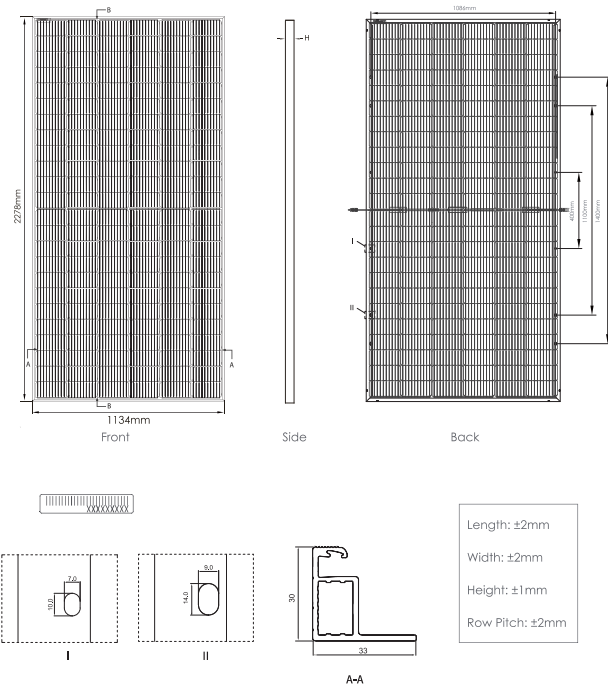 B
H
1086mm
2278mm
400mm
1100mm
1400mm
I
II
A
A
B
1134mm
Front
Side
Back
7,0
10,0
I
9,0
14,0
II
30
33
A-A
Length: ±2mm
Width: ±2mm
Height: ±1mm
Row Pitch: ±2mm